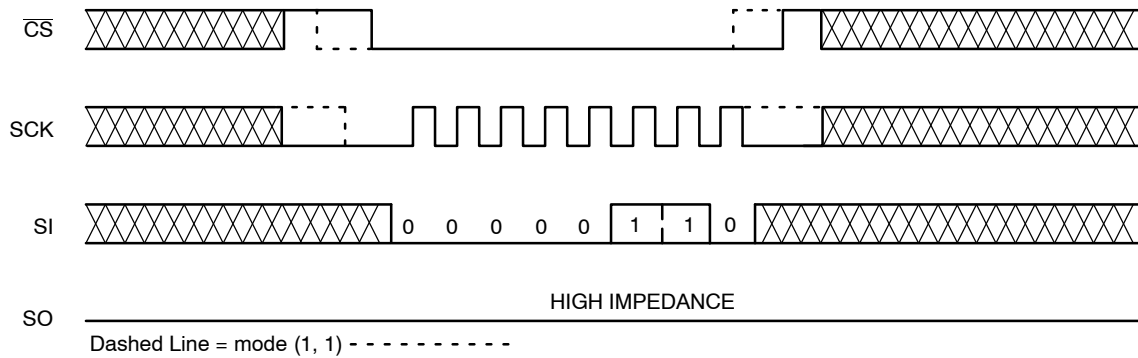 CS
SCK
SI
0 0 0 0 0 1 1 0
HIGH IMPEDANCE
SO
Dashed Line = mode (1, 1)